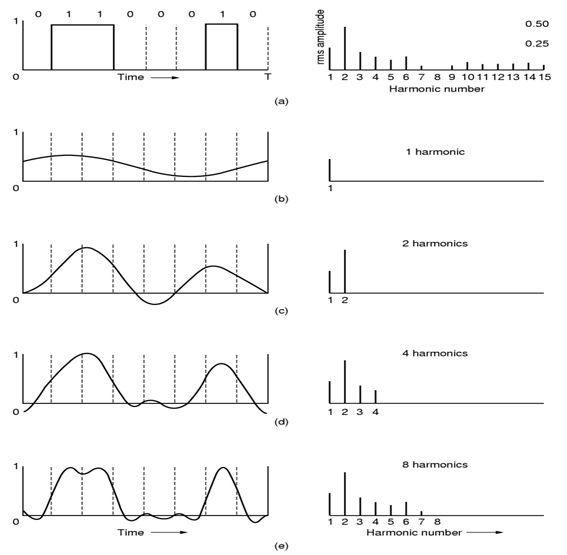 0 1 1 0 0 0 1 0
1
0
Time
T
rms amplitude
0.50
0.25
1 2 3 4 5 6 7 8 9 10 11 12 13 14 15
Harmonic number
(a)
1
0
1 harmonic
1
(b)
1
0
2 harmonics
1 2
(c)
1
0
4 harmonics
1 2 3 4
(d)
1
0
8 harmonics
1 2 3 4 5 6 7 8
Time
Harmonic number
(e)